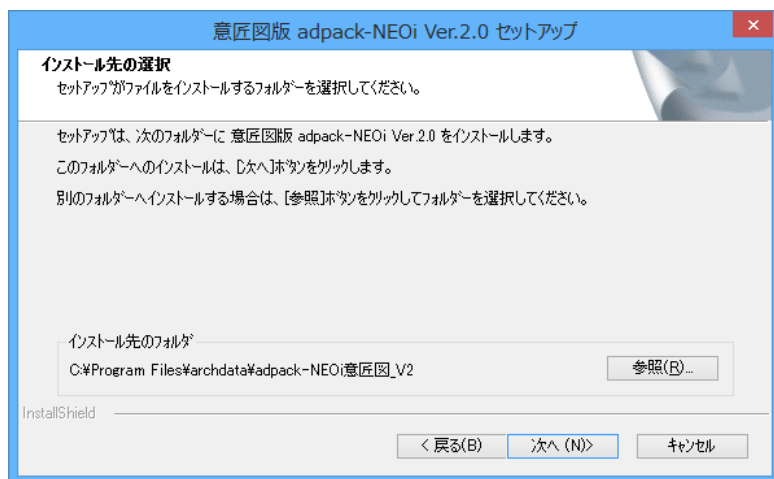 意匠図版 adpack-NEOi Ver.2.0 セットアップ
インストール先の選択
セットアップがファイルをインストールするフォルダーを選択してください。
セットアップは、次のフォルダーに 意匠図版 adpack-NEOi Ver.2.0 をインストールします。
このフォルダーへのインストールは、[次へ]ボタンをクリックします。
別のフォルダーへインストールする場合は、[参照]ボタンをクリックしてフォルダーを選択してください。
インストール先のフォルダ
C:¥Program Files¥archdata¥adpack-NEOi意匠図_V2
参照(R)...
InstallShield
< 戻る(B)
次へ (N)>
キャンセル